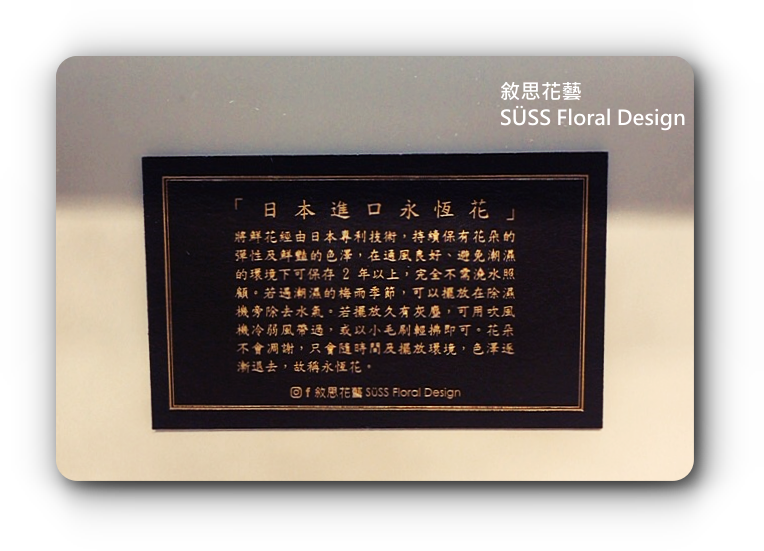 敘思花藝
SÜSS Floral Design
「日本進口永恆花」
將鮮花經由日本專利技術，持續保有花朵的
彈性及鮮豔的色澤，在通風良好、避免潮濕
的環境下可保存 2 年以上，完全不需澆水照
顧。若遇潮濕的梅雨季節，可以擺放在除濕
機旁除去水氣。若擺放久有灰塵，可用吹風
機冷弱風帶過，或以小毛刷輕拂即可。花朵
不會凋謝，只會隨時間及擺放環境，色澤逐
漸退去，故稱永恆花。
f 敘思花藝 SüSS Floral Design